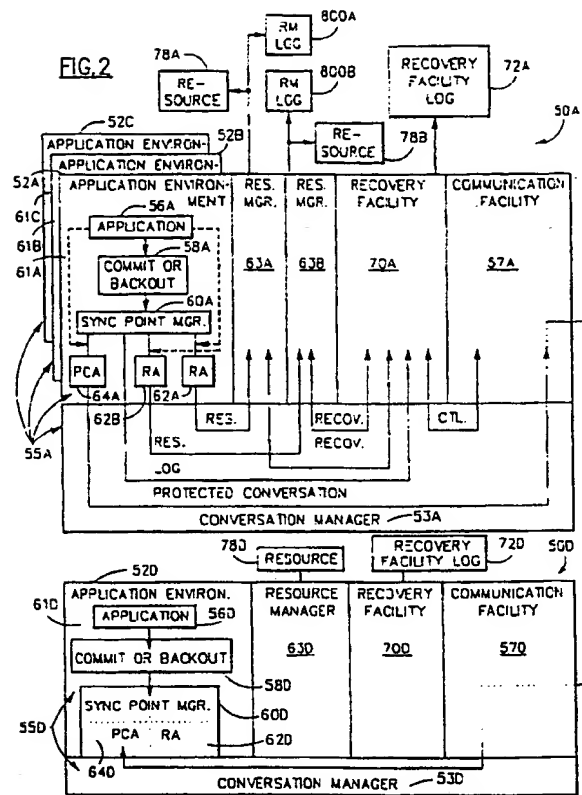 FIG.2
78A
RE-
SOURCE
RM
LOG
800A
RM
LOG
800B
RE-
SOURCE
78B
RECOVERY
FACILITY
LOG
72A
50A
52C
APPLICATION ENVIRON-
52B
APPLICATION ENVIRON-
52A
APPLICATION ENVIRON-
MENT
61C
61B
61A
56A
APPLICATION
58A
COMMIT OR
BACKOUT
60A
SYNC POINT MGR.
PCA
RA
RA
64A
62B
62A
55A
RES.
MGR.
63A
RES.
MGR.
63B
RECOVERY
FACILITY
70A
COMMUNICATION
FACILITY
57A
RES.
RECOV.
CTL.
RES.
RECOV.
LOG
PROTECTED CONVERSATION
CONVERSATION MANAGER 53A
78D
RESOURCE
RECOVERY
FACILITY LOG
72D
50D
52D
APPLICATION ENVIRON.
61D
APPLICATION
56D
COMMIT OR BACKOUT
58D
SYNC POINT MGR.
60D
PCA
RA
64D
62D
55D
RESOURCE
MANAGER
63D
RECOVERY
FACILITY
70D
COMMUNICATION
FACILITY
57D
CONVERSATION MANAGER 53D